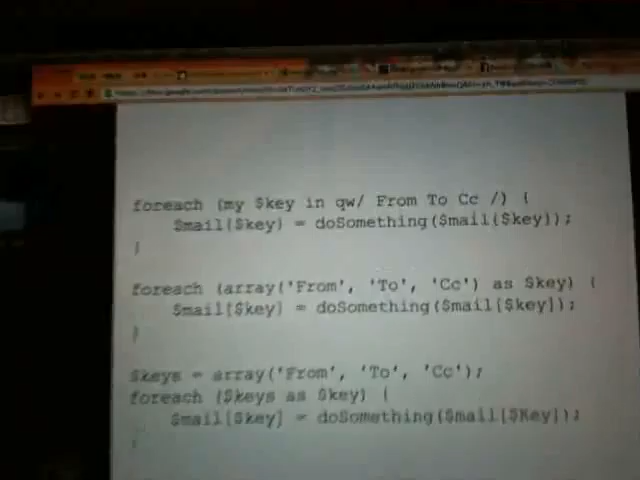 foreach (my $key in qw/ From To Cc /) {
$mail{$key} = doSomething($mail{$key});
}
foreach (array('From', 'To', 'Cc') as $key) {
$mail[$key] = doSomething($mail[$key]);
}
$keys = array('From', 'To', 'Cc');
foreach ($keys as $key) {
$mail[$key] = doSomething($mail[$Key]);
}